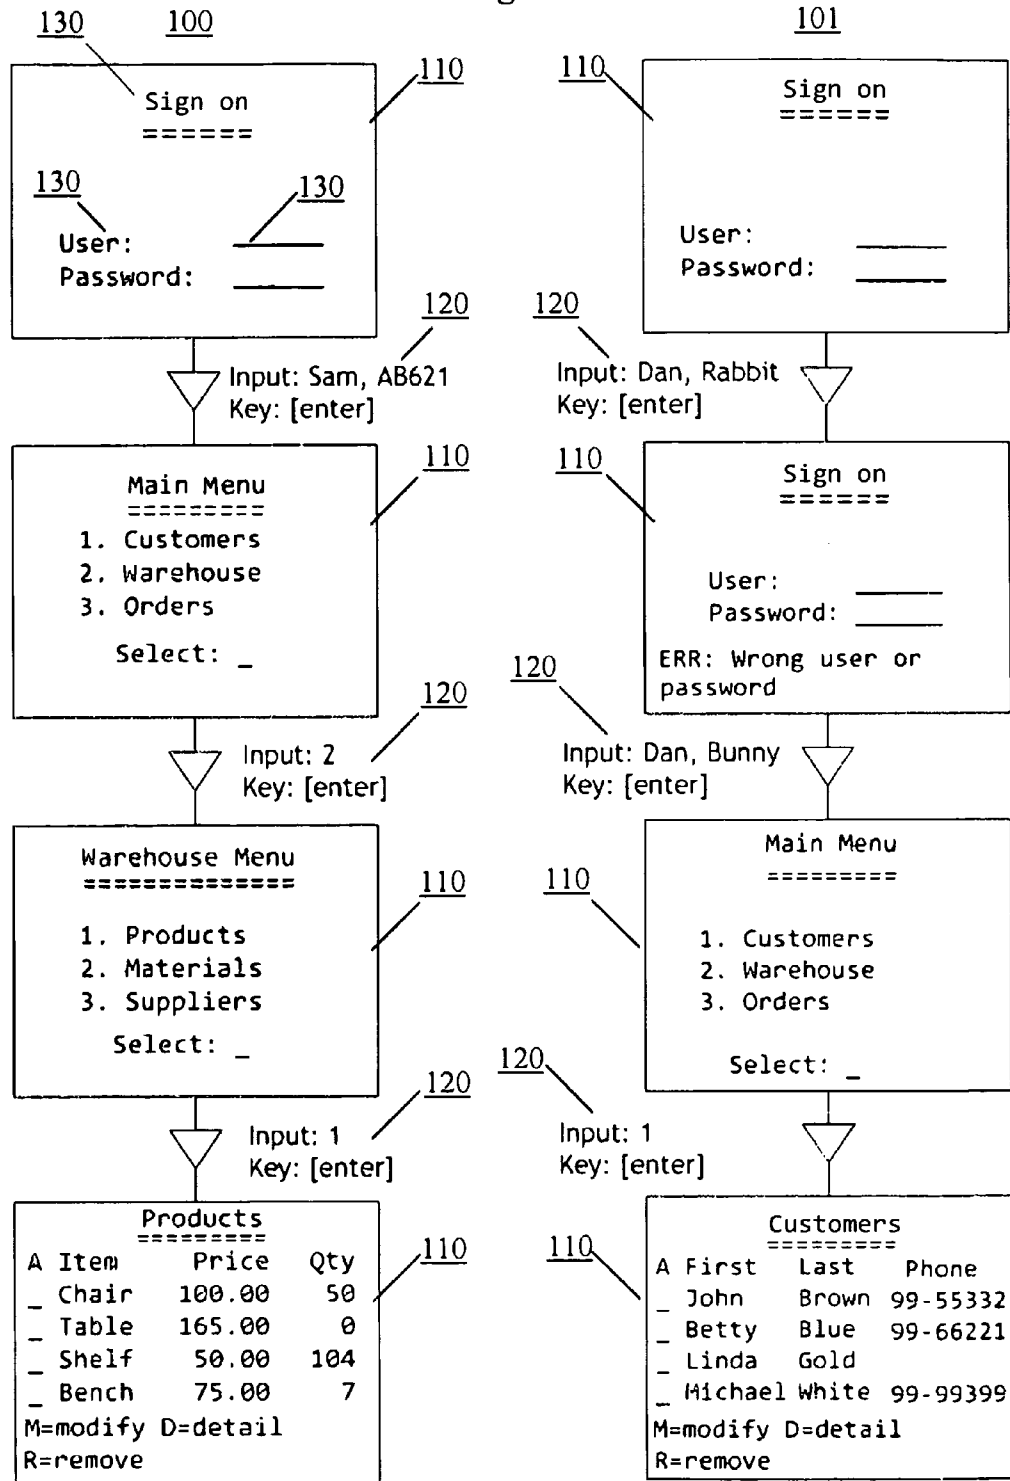 130 100
110
Sign on
======
130 130
User: ______
Password: ______
120
Input: Sam, AB621
Key: [enter]
110
Main Menu
=========
1. Customers
2. Warehouse
3. Orders
Select: _
120
Input: 2
Key: [enter]
Warehouse Menu
==============
110
1. Products
2. Materials
3. Suppliers
Select: _
120
Input: 1
Key: [enter]
Products
=========
110
A Item Price Qty
_ Chair 100.00 50
_ Table 165.00 0
_ Shelf 50.00 104
_ Bench 75.00 7
M=modify D=detail
R=remove
101
110
Sign on
======
User: ______
Password: ______
120
Input: Dan, Rabbit
Key: [enter]
110
Sign on
======
User: ______
Password: ______
ERR: Wrong user or
password
120
Input: Dan, Bunny
Key: [enter]
Main Menu
=========
110
1. Customers
2. Warehouse
3. Orders
Select: _
120
Input: 1
Key: [enter]
Customers
=========
110
A First Last Phone
_ John Brown 99-55332
_ Betty Blue 99-66221
_ Linda Gold
_ Michael White 99-99399
M=modify D=detail
R=remove